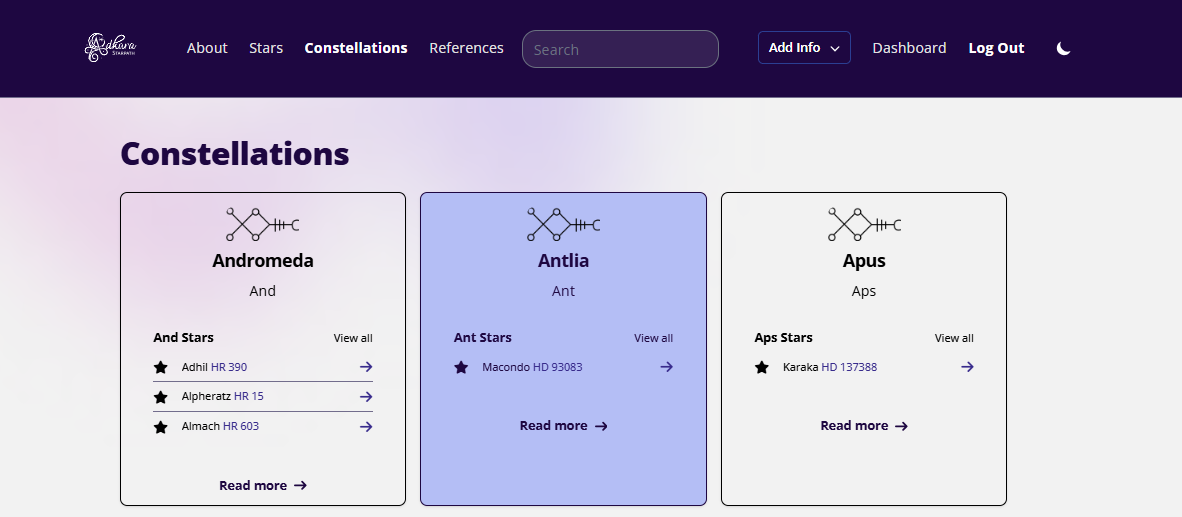 Adhara
STARPATH
About Stars Constellations References Search Add Info Dashboard Log Out
Constellations
Andromeda
And
And Stars View all
Adhil HR 390
Alpheratz HR 15
Almach HR 603
Read more
Antlia
Ant
Ant Stars View all
Macondo HD 93083
Read more
Apus
Aps
Aps Stars View all
Karaka HD 137388
Read more